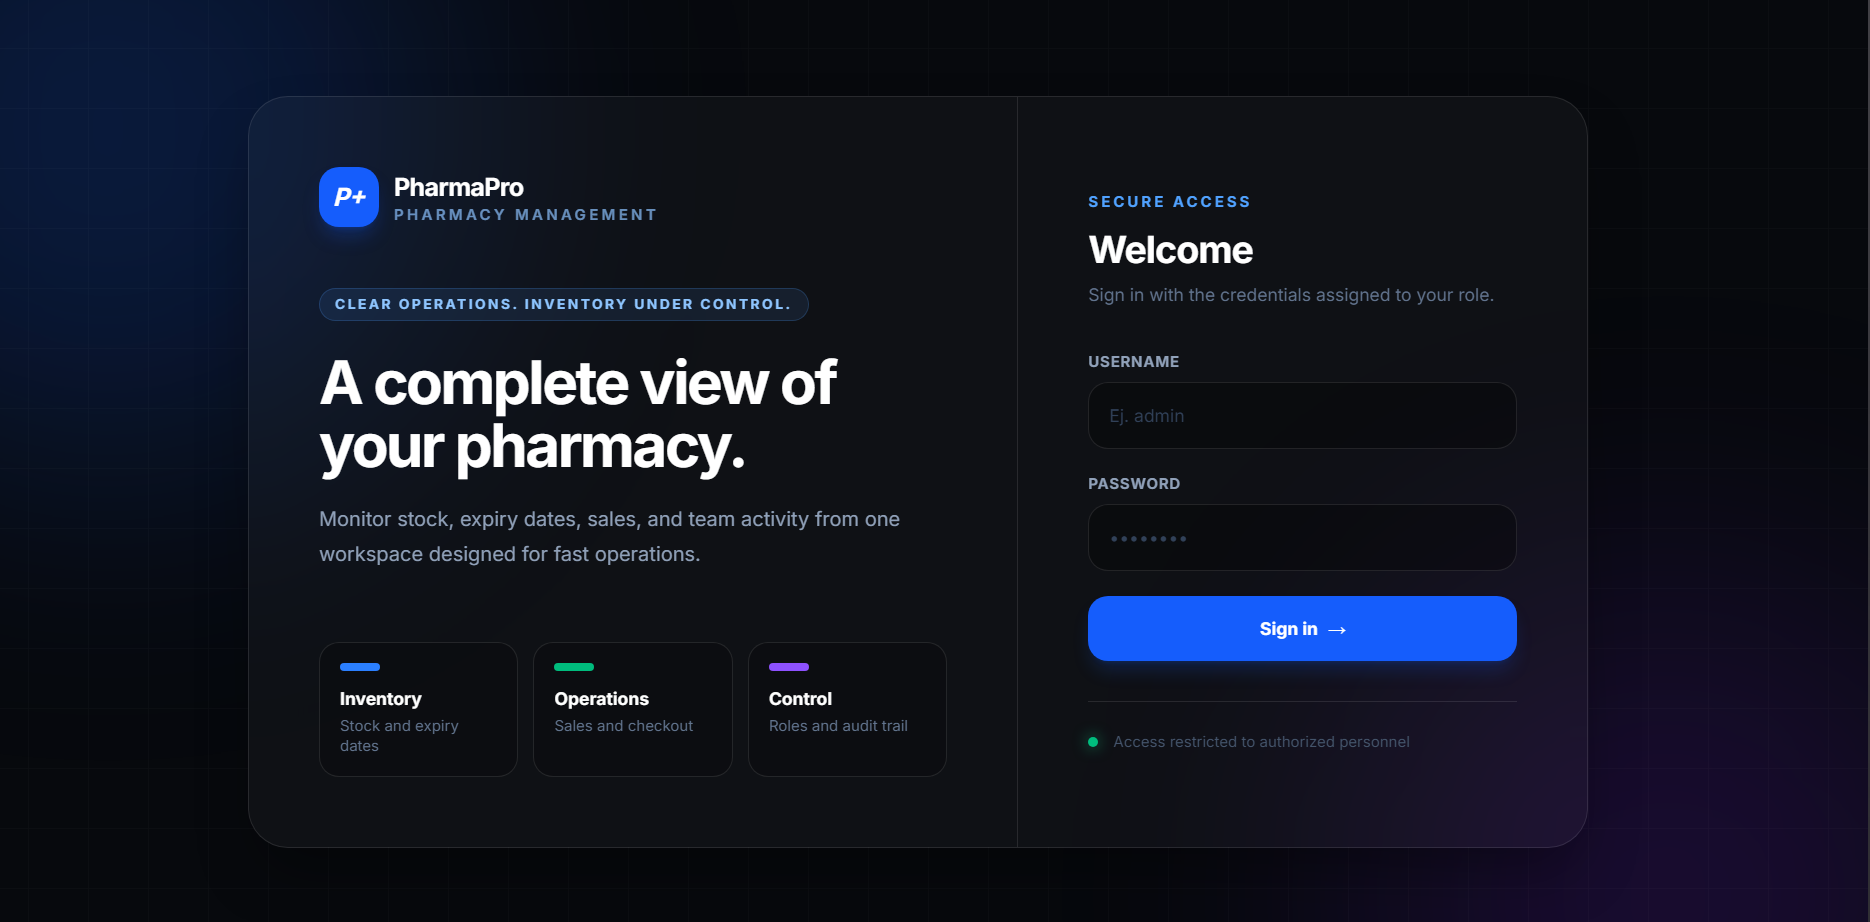 P+
PharmaPro
PHARMACY MANAGEMENT
CLEAR OPERATIONS. INVENTORY UNDER CONTROL.
A complete view of
your pharmacy.
Monitor stock, expiry dates, sales, and team activity from one
workspace designed for fast operations.
Inventory
Stock and expiry
dates
Operations
Sales and checkout
Control
Roles and audit trail
SECURE ACCESS
Welcome
Sign in with the credentials assigned to your role.
USERNAME
Ej. admin
PASSWORD
••••••••
Sign in →
Access restricted to authorized personnel